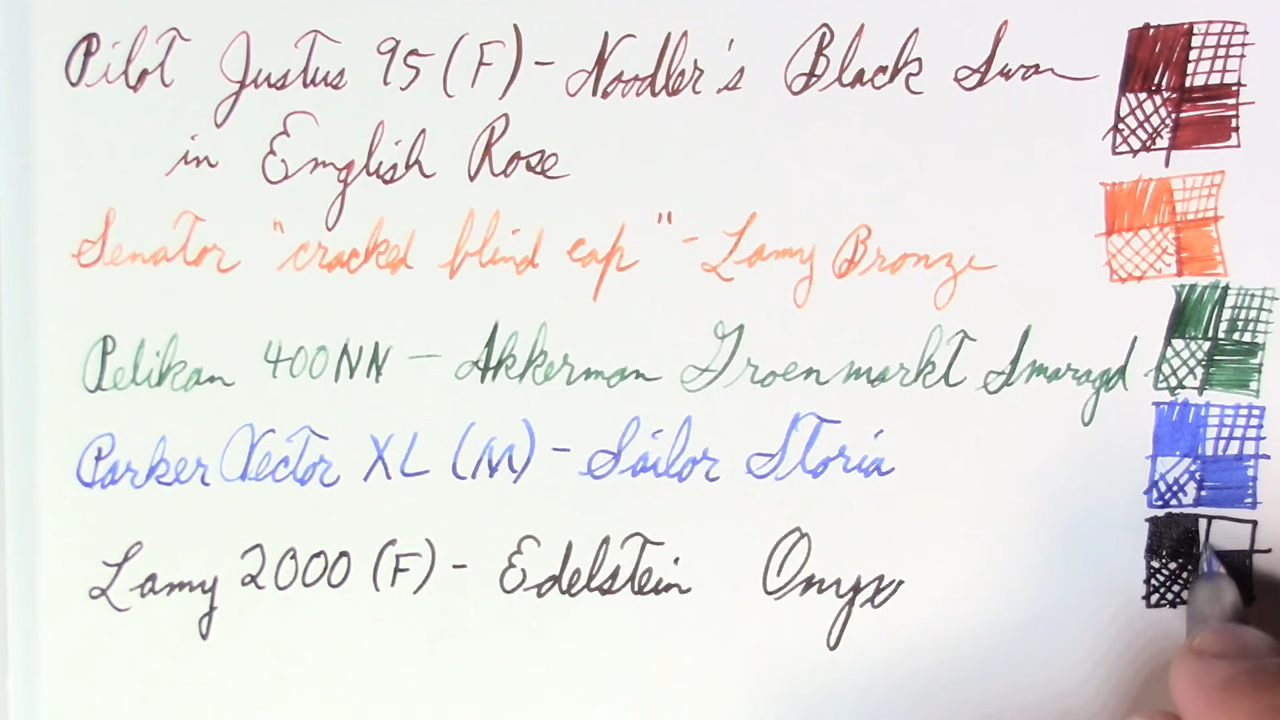 Pilot Justus 95 (F) - Noodler's Black Swan
in English Rose
Senator "cracked blind cap" - Lamy Bronze
Pelikan 400NN - Akkerman Groenmarkt Smaragd
Parker Vector XL (M) - Sailor Storia
Lamy 2000 (F) - Edelstein Onyx